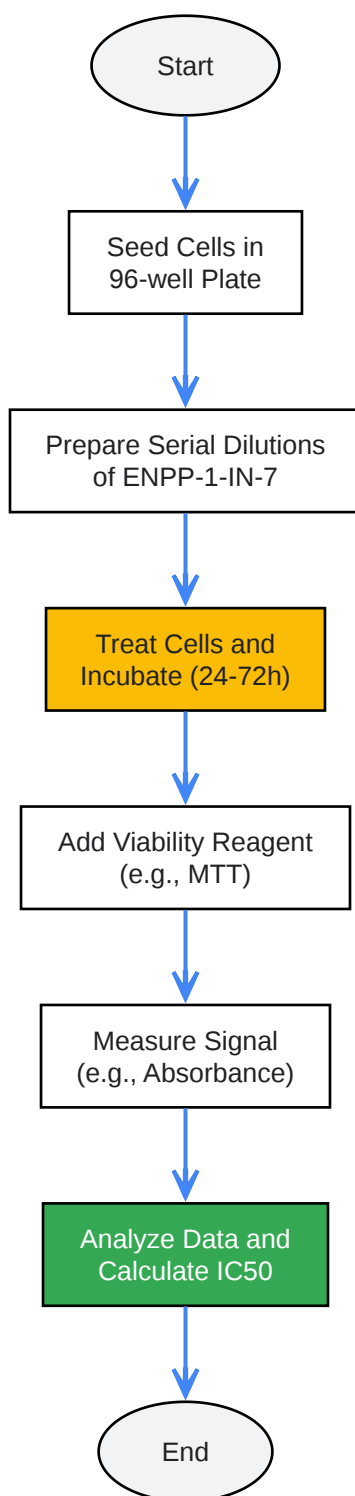 Start
Seed Cells in
96-well Plate
Prepare Serial Dilutions
of ENPP-1-IN-7
Treat Cells and
Incubate (24-72h)
Add Viability Reagent
(e.g., MTT)
Measure Signal
(e.g., Absorbance)
Analyze Data and
Calculate IC50
End